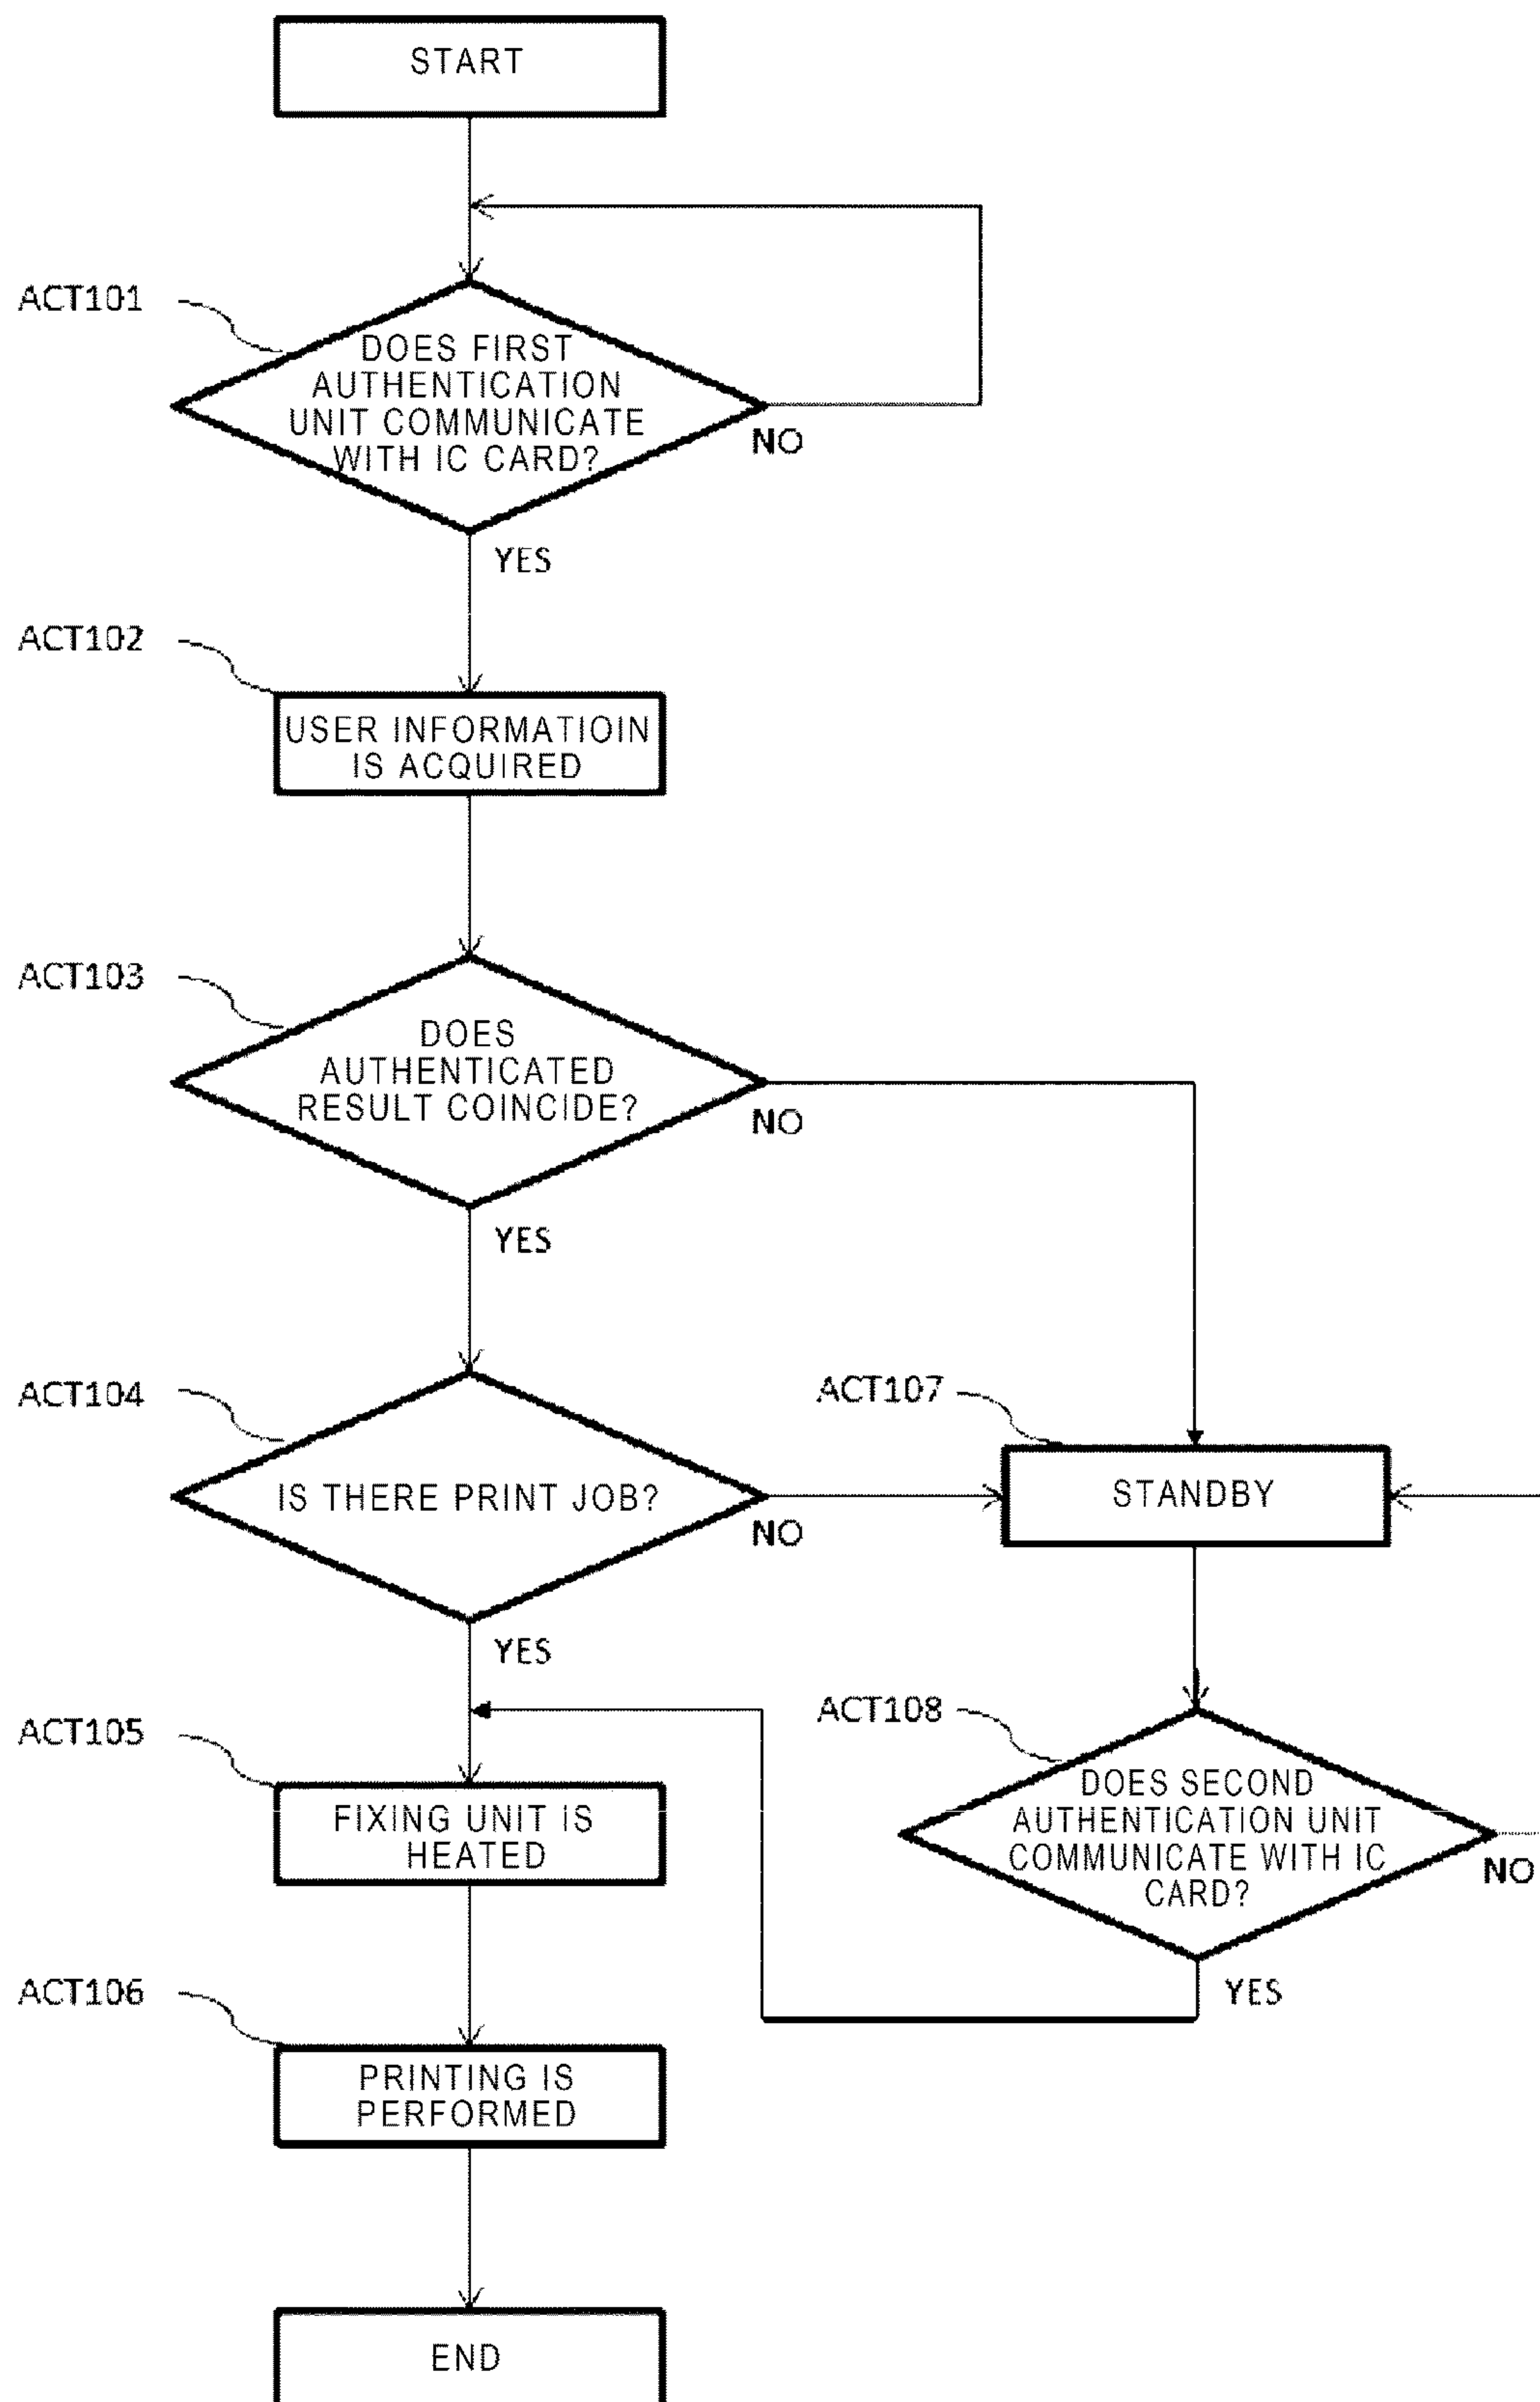 START
ACT101
DOES FIRST
AUTHENTICATION
UNIT COMMUNICATE
WITH IC CARD?
NO
YES
ACT102
USER INFORMATIOIN
IS ACQUIRED
ACT103
DOES
AUTHENTICATED
RESULT COINCIDE?
NO
YES
ACT104
IS THERE PRINT JOB?
NO
YES
ACT107
STANDBY
ACT105
FIXING UNIT IS
HEATED
ACT108
DOES SECOND
AUTHENTICATION UNIT
COMMUNICATE WITH IC
CARD?
NO
YES
ACT106
PRINTING IS
PERFORMED
END